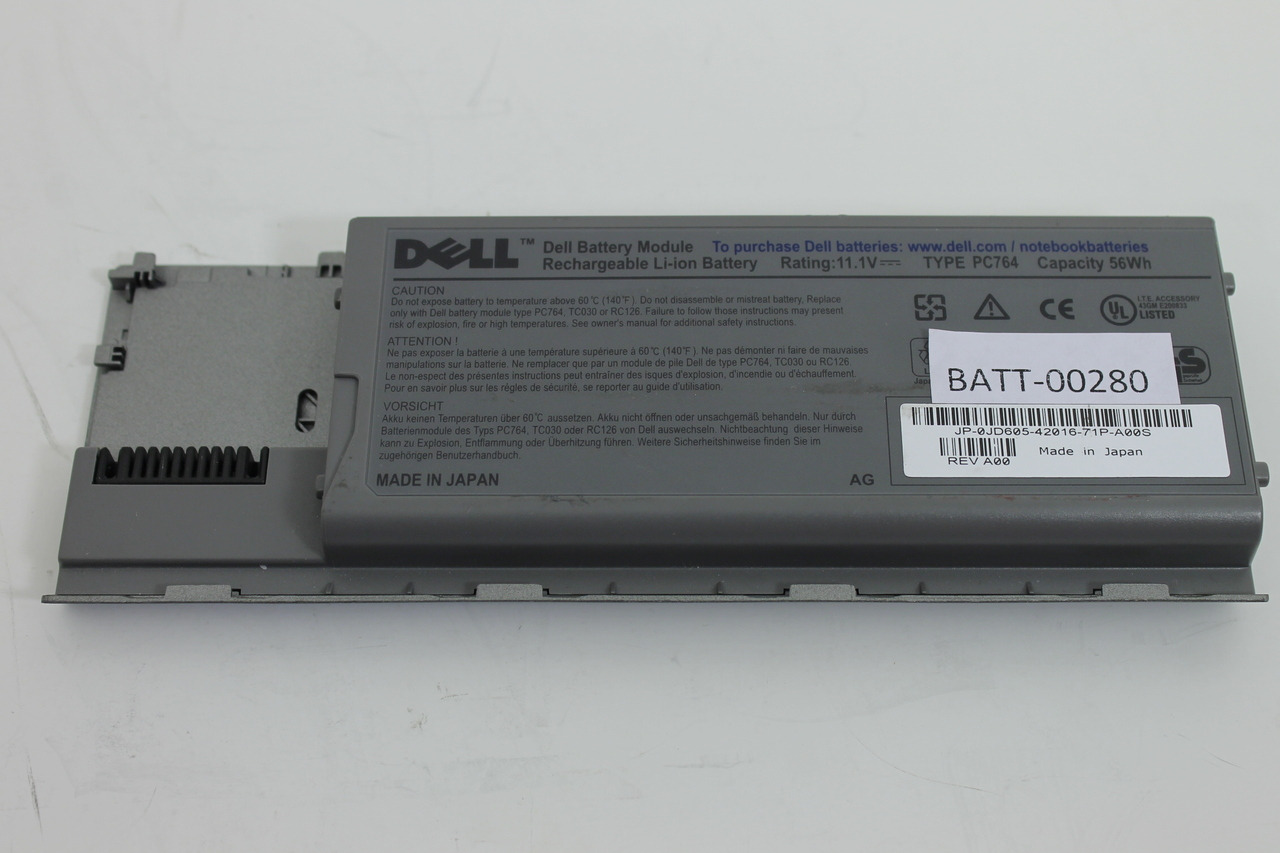 DELL™ Dell Battery Module To purchase Dell batteries: www.dell.com / notebookbatteries
Rechargeable Li-ion Battery Rating:11.1V⎓ TYPE PC764 Capacity 56Wh
CAUTION
Do not expose battery to temperature above 60℃ (140℉). Do not disassemble or mistreat battery. Replace
only with Dell battery module type PC764, TC030 or RC126. Failure to follow those instructions may present
risk of explosion, fire or high temperatures. See owner's manual for additional safety instructions.
ATTENTION !
Ne pas exposer la batterie à une température supérieure à 60℃ (140℉). Ne pas démonter ni faire de mauvaises
manipulations sur la batterie. Ne remplacer que par un module de pile Dell de type PC764, TC030 ou RC126
Le non-respect des présentes instructions peut entraîner des risques d'explosion, d'incendie ou d'échauffement.
Pour en savoir plus sur les régles de sécurité, se reporter au guide d'utilisation.
VORSICHT
Akku keinen Temperaturen über 60℃ aussetzen. Akku nicht öffnen oder unsachgemäß behandeln. Nur durch
Batterienmodule des Typs PC764, TC030 oder RC126 von Dell auswechseln. Nichtbeachtung dieser Hinweise
kann zu Explosion, Entflammung oder Überhitzung führen. Weitere Sicherheitshinweise finden Sie im
zugehörigen Benutzerhandbuch.
MADE IN JAPAN AG
CE
UL
I.T.E. ACCESSORY
43GM E200833
LISTED
BATT-00280
JP-0JD605-42016-71P-A00S
REV A00 Made in Japan